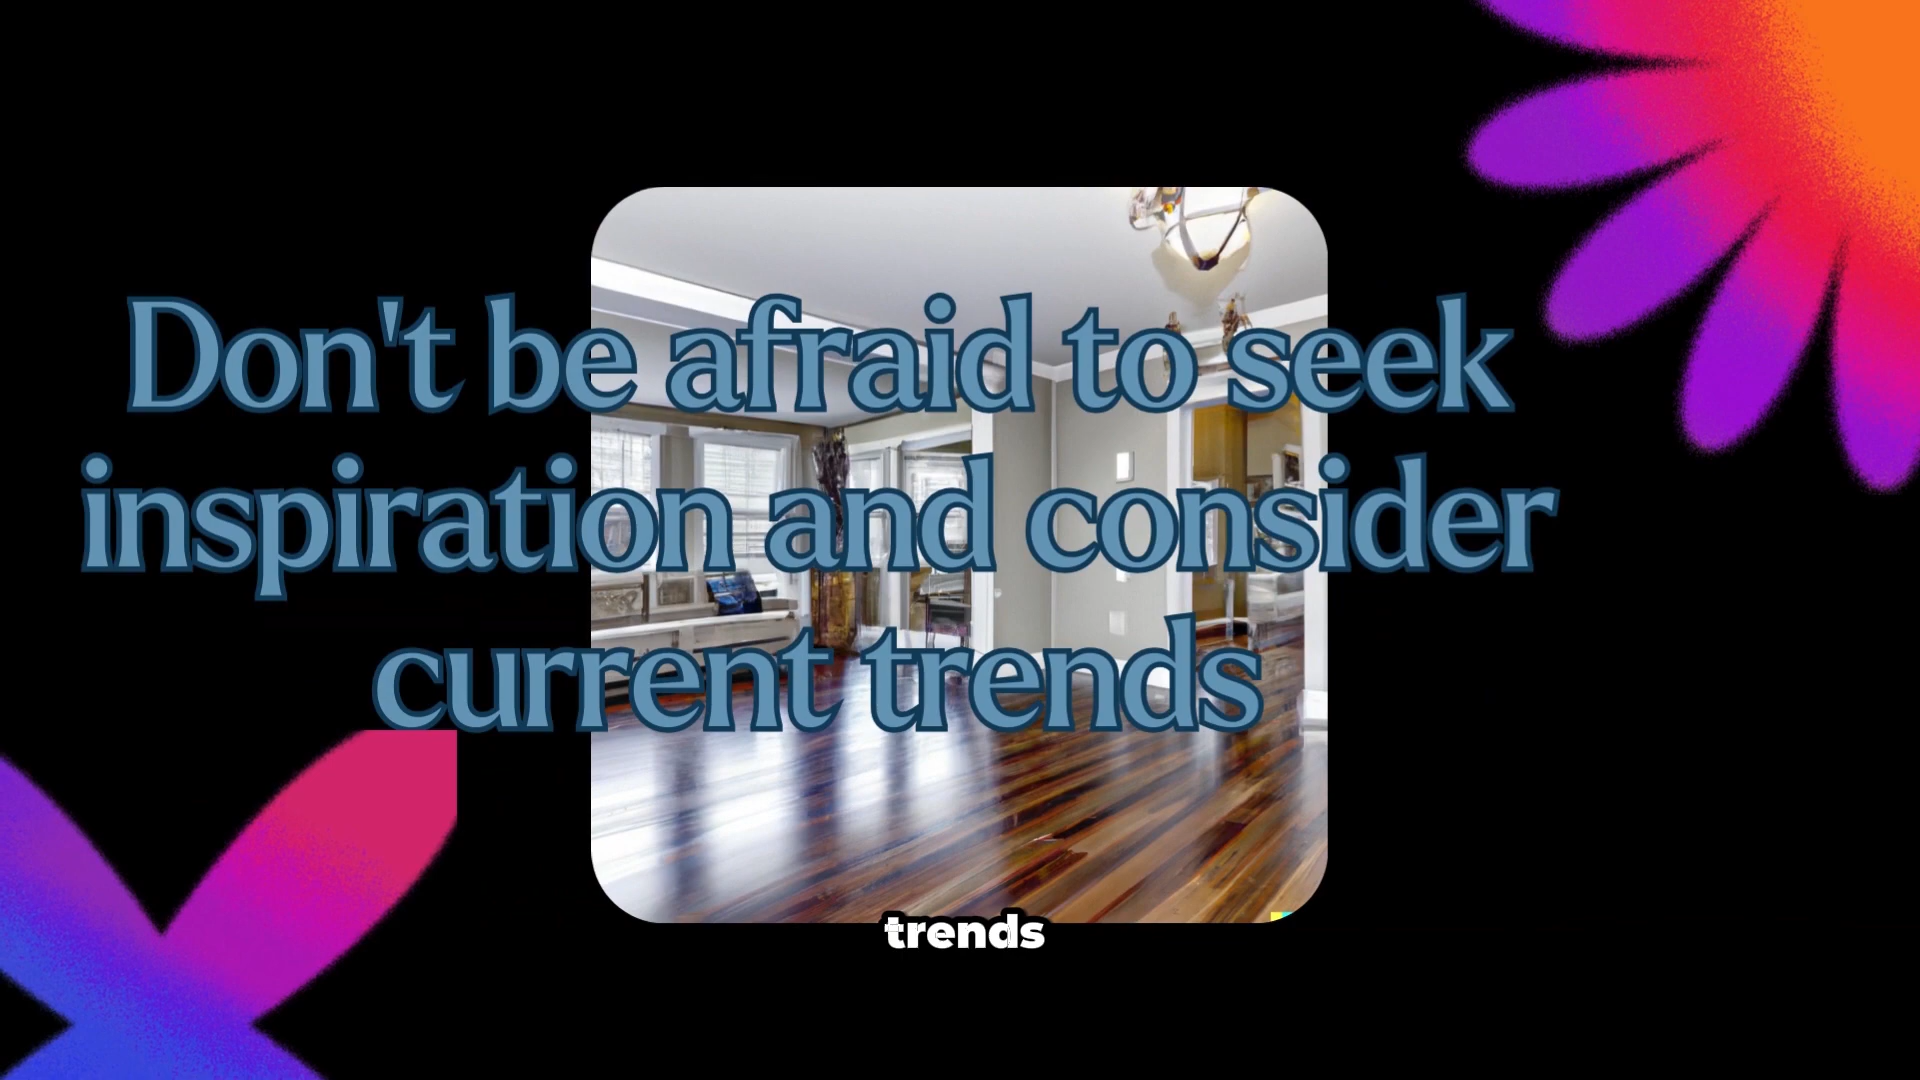 Don't be afraid to seek
inspiration and consider
current trends
trends